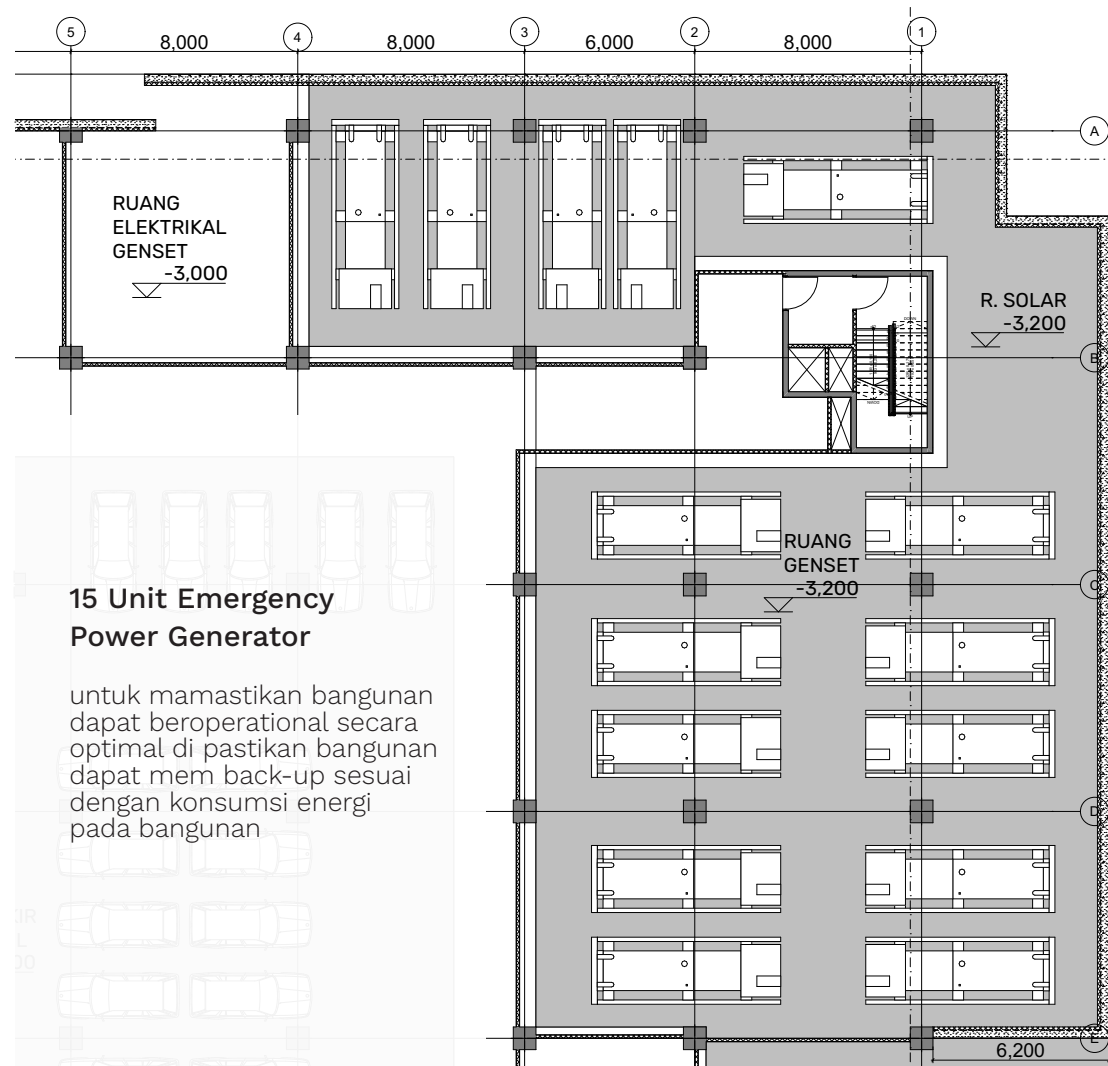 5
4
3
2
1
8,000
8,000
6,000
8,000
A
RUANG
ELEKTRIKAL
GENSET
-3,000
R. SOLAR
-3,200
B
DOWN
UP
RUANG
GENSET
-3,200
C
15 Unit Emergency
Power Generator
untuk mamastikan bangunan
dapat beroperational secara
optimal di pastikan bangunan
dapat mem back-up sesuai
dengan konsumsi energi
pada bangunan
D
E
6,200